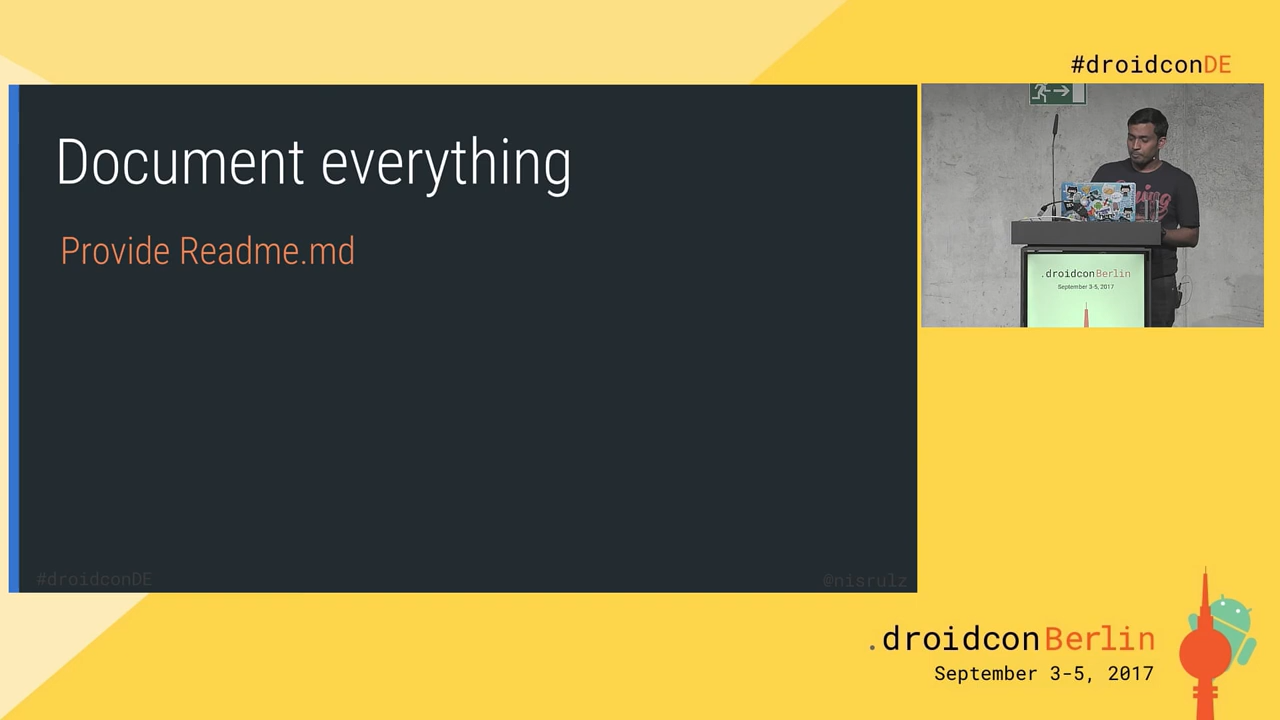 #droidconDE
Document everything
Provide Readme.md
#droidconDE
@nisrulz
.droidconBerlin
September 3-5, 2017
.droidconBerlin
September 3-5, 2017